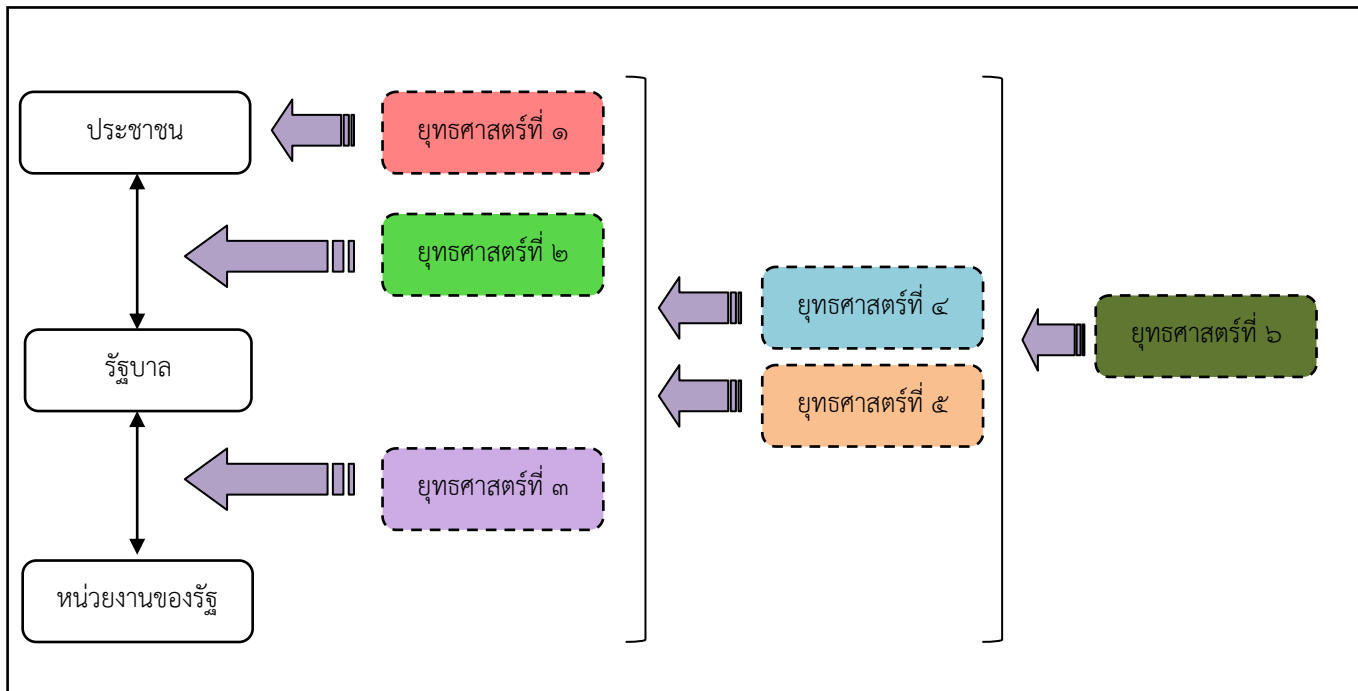 ประชาชน
ยุทธศาสตร์ที่ ๑
ยุทธศาสตร์ที่ ๒
ยุทธศาสตร์ที่ ๔
รัฐบาล
ยุทธศาสตร์ที่ ๖
ยุทธศาสตร์ที่ ๕
ยุทธศาสตร์ที่ ๓
หน่วยงานของรัฐ